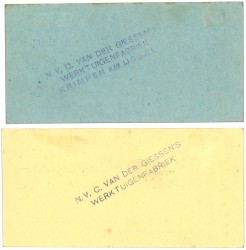 N.V. C. VAN DER GIESSEN'S
WERKTUIGENFABRIEK
KRIMPEN A/D IJSSEL
N.V. C. VAN DER GIESSEN'S
WERKTUIGENFABRIEK